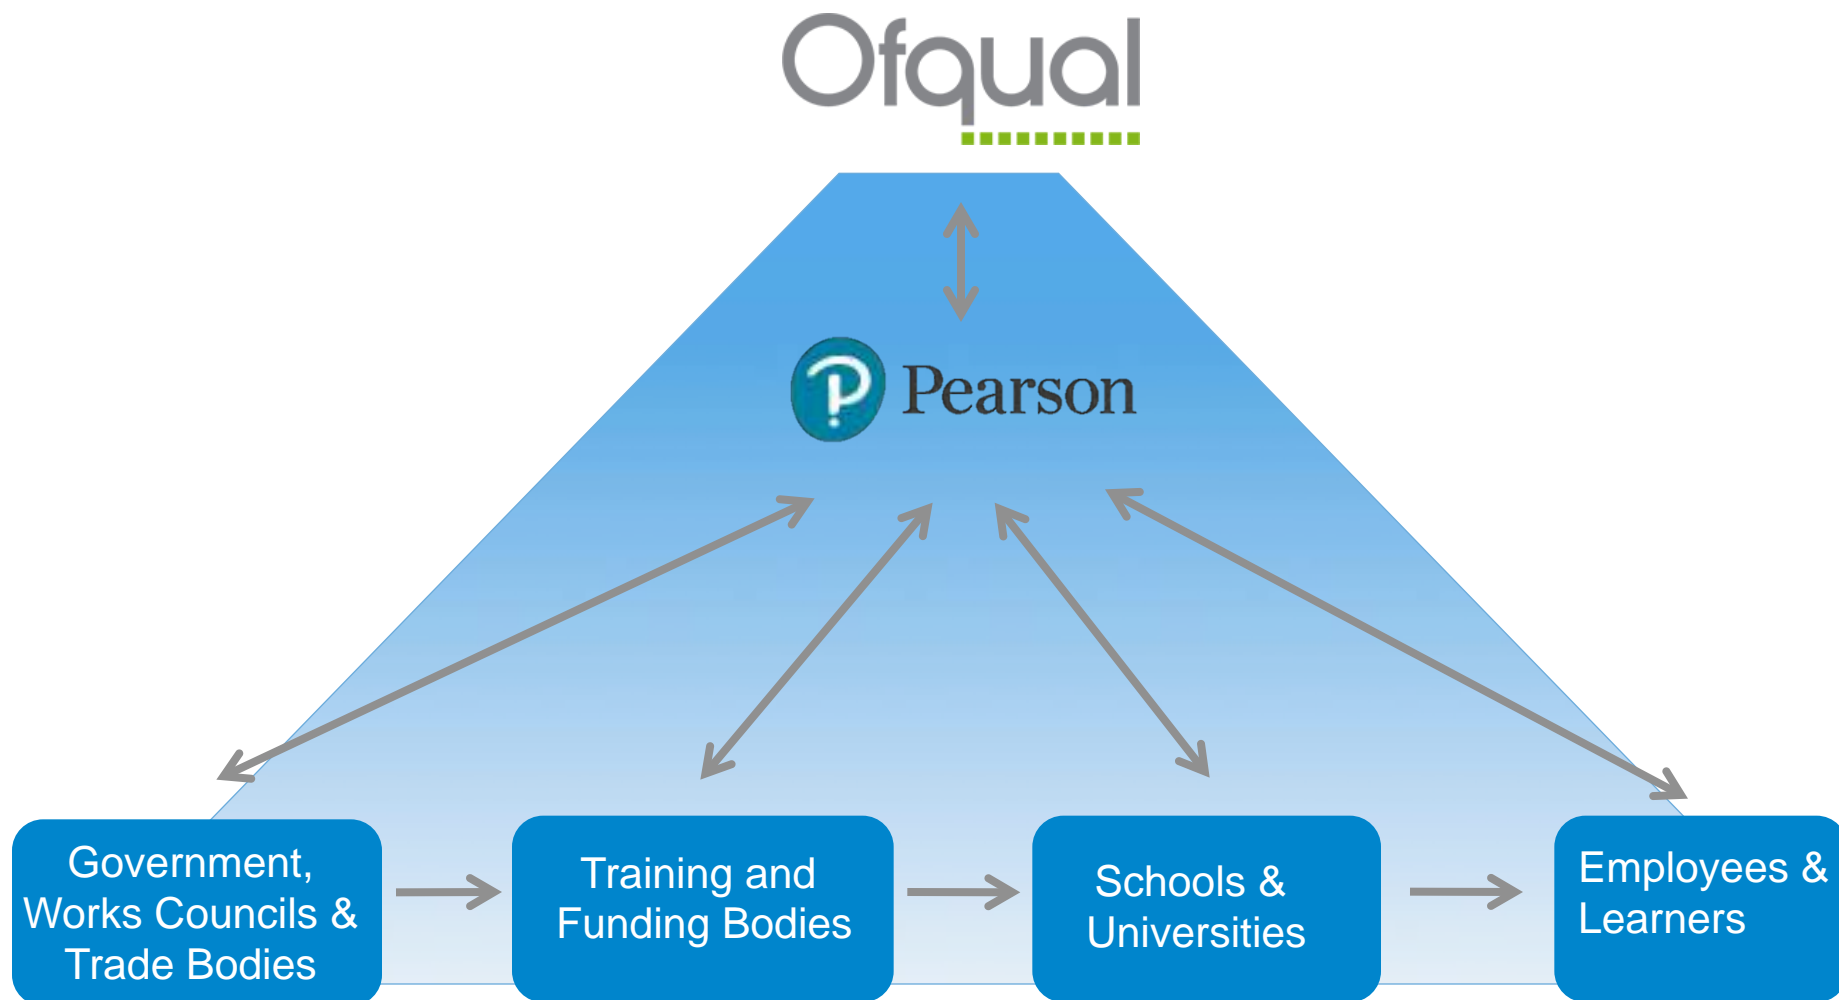 Ofqual
Pearson
Government,
Works Councils &
Trade Bodies
Training and
Funding Bodies
Schools &
Universities
Employees &
Learners